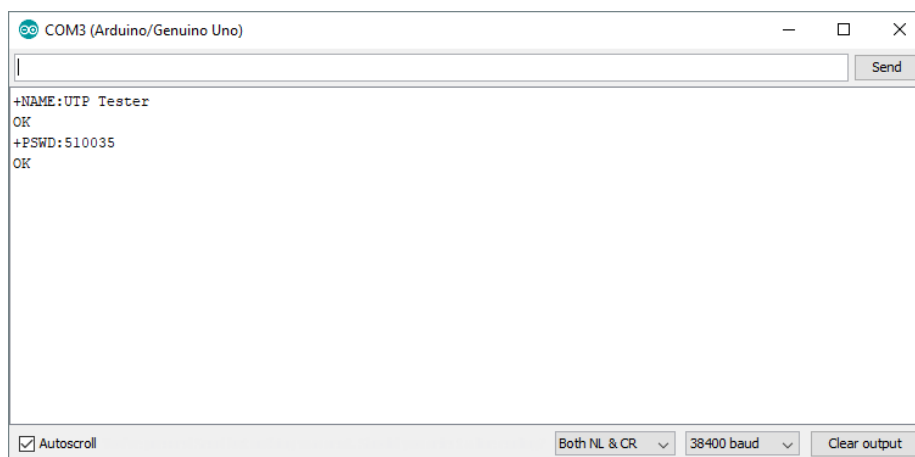 COM3 (Arduino/Genuino Uno)
Send
+NAME:UTP Tester
OK
+PSWD:510035
OK
Autoscroll
Both NL & CR
38400 baud
Clear output